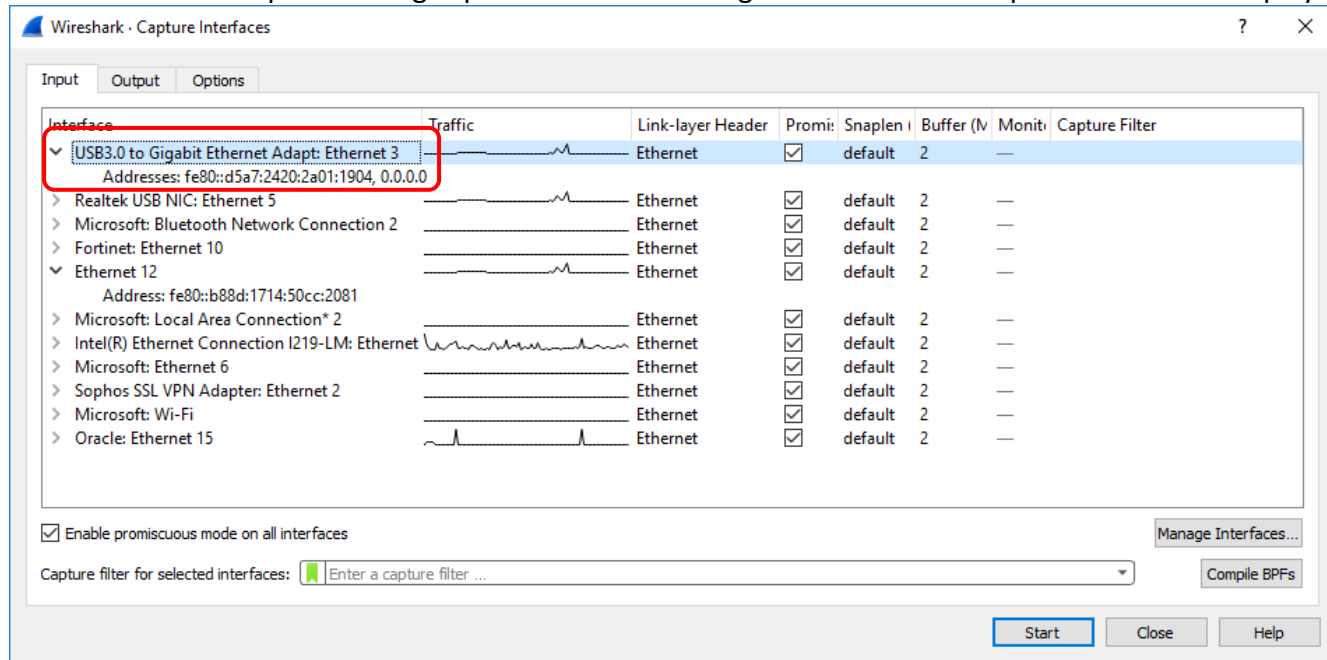 Wireshark · Capture Interfaces ? ×
Input Output Options
Interface Traffic Link-layer Header Promis Snaplen ( Buffer (M Monito Capture Filter
USB3.0 to Gigabit Ethernet Adapt: Ethernet 3 Ethernet default 2 —
Addresses: fe80::d5a7:2420:2a01:1904, 0.0.0.0
Realtek USB NIC: Ethernet 5 Ethernet default 2 —
Microsoft: Bluetooth Network Connection 2 Ethernet default 2 —
Fortinet: Ethernet 10 Ethernet default 2 —
Ethernet 12 Ethernet default 2 —
Address: fe80::b88d:1714:50cc:2081
Microsoft: Local Area Connection* 2 Ethernet default 2 —
Intel(R) Ethernet Connection I219-LM: Ethernet Ethernet default 2 —
Microsoft: Ethernet 6 Ethernet default 2 —
Sophos SSL VPN Adapter: Ethernet 2 Ethernet default 2 —
Microsoft: Wi-Fi Ethernet default 2 —
Oracle: Ethernet 15 Ethernet default 2 —
Enable promiscuous mode on all interfaces Manage Interfaces...
Capture filter for selected interfaces: Enter a capture filter ... Compile BPFs
Start Close Help